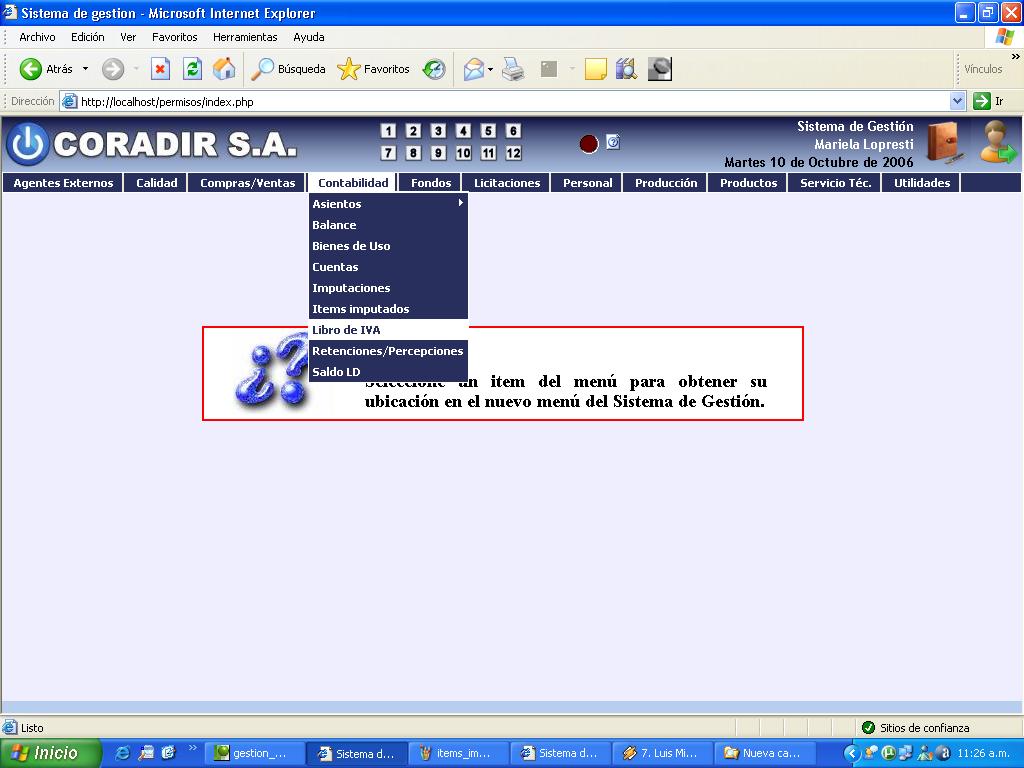 Sistema de gestion - Microsoft Internet Explorer
Archivo Edición Ver Favoritos Herramientas Ayuda
Atrás Búsqueda Favoritos Vínculos
Dirección http://localhost/permisos/index.php Ir
CORADIR S.A.
1 2 3 4 5 6
7 8 9 10 11 12
Sistema de Gestión
Mariela Lopresti
Martes 10 de Octubre de 2006
Agentes Externos Calidad Compras/Ventas Contabilidad Fondos Licitaciones Personal Producción Productos Servicio Téc. Utilidades
Asientos
Balance
Bienes de Uso
Cuentas
Imputaciones
Items imputados
Libro de IVA
Retenciones/Percepciones
Saldo LD
Seleccione un item del menú para obtener su
ubicación en el nuevo menú del Sistema de Gestión.
Listo Sitios de confianza
Inicio gestion_... Sistema d... items_im... Sistema d... 7. Luis Mi... Nueva ca... 11:26 a.m.